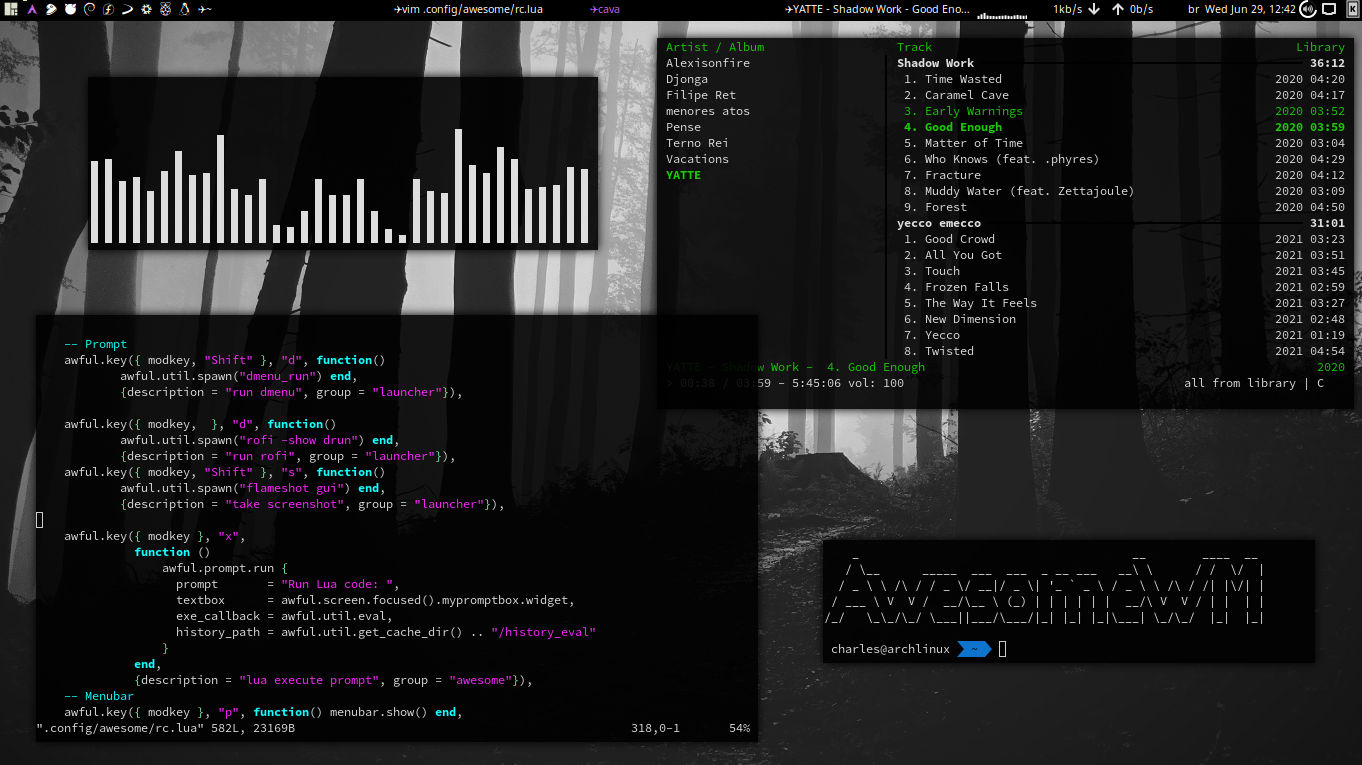 vim .config/awesome/rc.lua
cava
YATTE - Shadow Work - Good Eno...
1kb/s
0b/s
br Wed Jun 29, 12:42
K
Artist / Album Track Library
Alexisonfire Shadow Work 36:12
Djonga 1. Time Wasted 2020 04:20
Filipe Ret 2. Caramel Cave 2020 04:17
menores atos 3. Early Warnings 2020 03:52
Pense 4. Good Enough 2020 03:59
Terno Rei 5. Matter of Time 2020 03:04
Vacations 6. Who Knows (feat. .phyres) 2020 04:29
YATTE 7. Fracture 2020 04:12
8. Muddy Water (feat. Zettajoule) 2020 03:09
9. Forest 2020 04:50
yecco emecco 31:01
1. Good Crowd 2021 03:23
2. All You Got 2021 03:51
3. Touch 2021 03:45
4. Frozen Falls 2021 02:59
5. The Way It Feels 2021 03:27
6. New Dimension 2021 02:48
7. Yecco 2021 01:19
8. Twisted 2021 04:54
YATTE - Shadow Work - 4. Good Enough 2020
> 00:38 / 03:59 - 5:45:06 vol: 100 all from library | C
-- Prompt
awful.key({ modkey, "Shift" }, "d", function()
awful.util.spawn("dmenu_run") end,
{description = "run dmenu", group = "launcher"}),
awful.key({ modkey,  }, "d", function()
awful.util.spawn("rofi -show drun") end,
{description = "run rofi", group = "launcher"}),
awful.key({ modkey, "Shift" }, "s", function()
awful.util.spawn("flameshot gui") end,
{description = "take screenshot", group = "launcher"}),
awful.key({ modkey }, "x",
function ()
awful.prompt.run {
prompt       = "Run Lua code: ",
textbox      = awful.screen.focused().mypromptbox.widget,
exe_callback = awful.util.eval,
history_path = awful.util.get_cache_dir() .. "/history_eval"
}
end,
{description = "lua execute prompt", group = "awesome"}),
-- Menubar
awful.key({ modkey }, "p", function() menubar.show() end,
".config/awesome/rc.lua" 582L, 23169B 318,0-1 54%
AwesomeWM
charles@archlinux ~